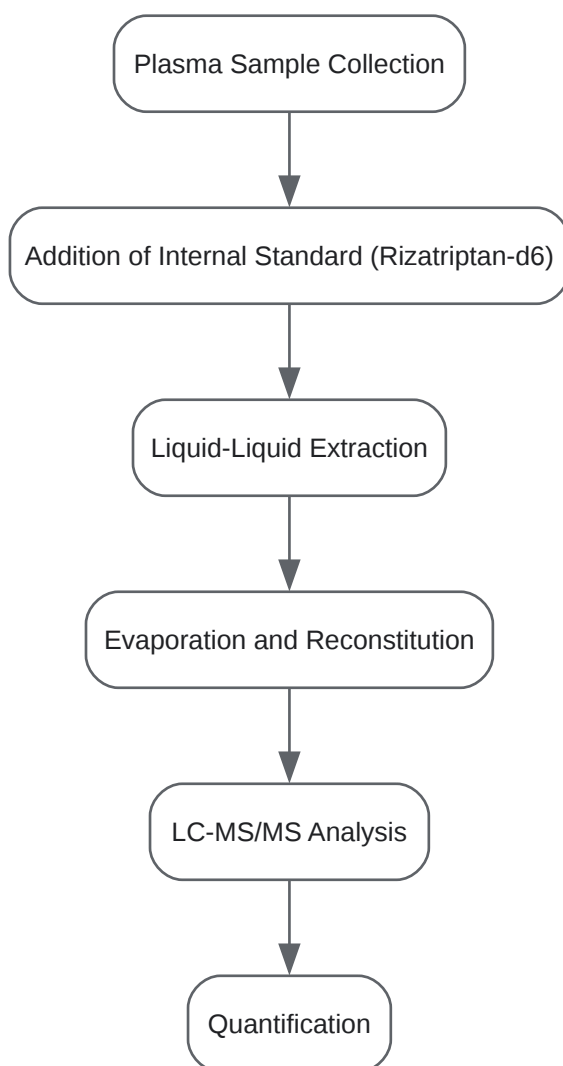 Plasma Sample Collection
Addition of Internal Standard (Rizatriptan-d6)
Liquid-Liquid Extraction
Evaporation and Reconstitution
LC-MS/MS Analysis
Quantification